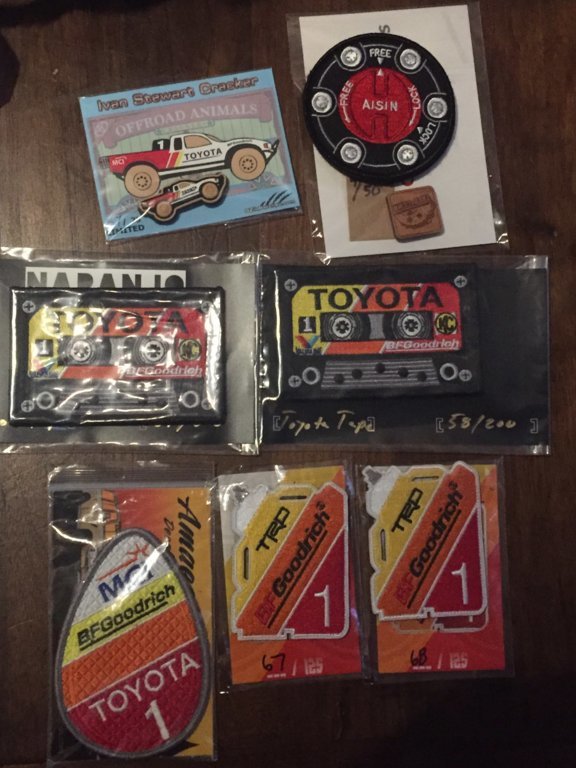 Ivan Stewart Cracker
OFFROAD ANIMALS
1
TOYOTA
MCI
LIMITED
FREE
FREE
AISIN
LOCK
LOCK
/50
NARANJO
TOYOTA
1
BFGoodrich
TOYOTA
1
MCI
BFGoodrich
[Toyota Tape]
[58/200]
MCI
BFGoodrich
TOYOTA
1
TRD
BFGoodrich
1
67 / 125
TRD
BFGoodrich
1
68 / 125